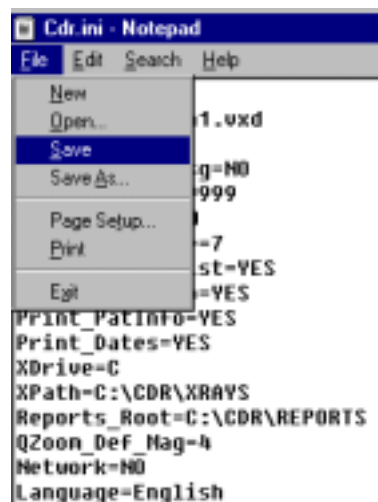 Cdr.ini - Notepad
File Edit Search Help
New
Open...
Save
Save As...
Page Setup...
Print
Exit
1.vxd
g=NO
999
=7
st=YES
=YES
Print_PatInfo=YES
Print_Dates=YES
XDrive=C
XPath=C:\CDR\XRAYS
Reports_Root=C:\CDR\REPORTS
QZoon_Def_Mag=4
Network=NO
Language=English